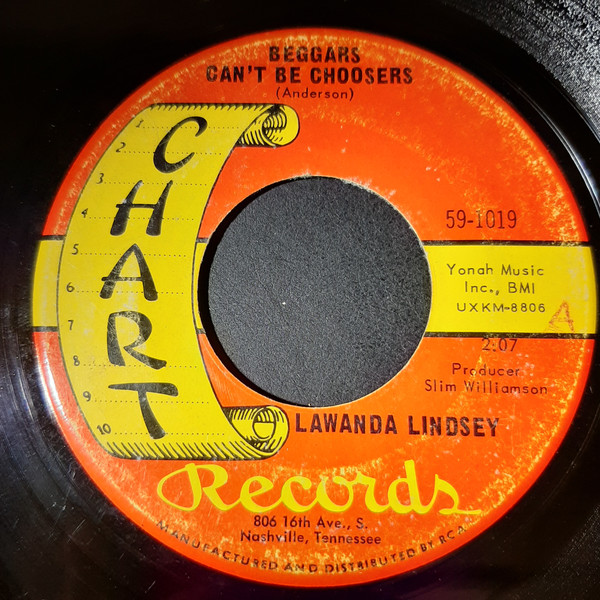 BEGGARS
CAN'T BE CHOOSERS
(Anderson)
CHART
1
2
3
4
5
6
7
8
9
10
59-1019
Yonah Music
Inc., BMI
UXKM-8806
A
2:07
Producer
Slim Williamson
LAWANDA LINDSEY
Records
806 16th Ave., S.
Nashville, Tennessee
MANUFACTURED AND DISTRIBUTED BY RCA